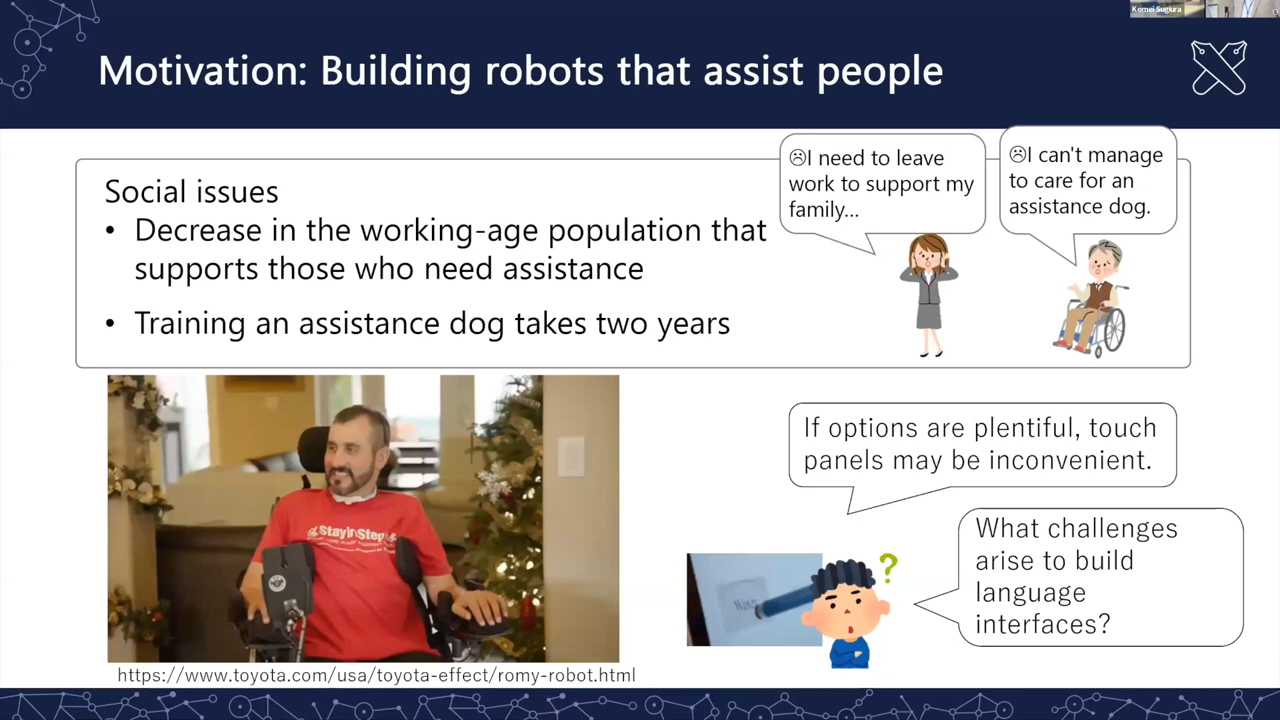 Komei Sugiura
Motivation: Building robots that assist people
Social issues
• Decrease in the working-age population that
supports those who need assistance
• Training an assistance dog takes two years
☹I need to leave
work to support my
family...
☹I can't manage
to care for an
assistance dog.
StayInStep
If options are plentiful, touch
panels may be inconvenient.
?
What challenges
arise to build
language
interfaces?
https://www.toyota.com/usa/toyota-effect/romy-robot.html